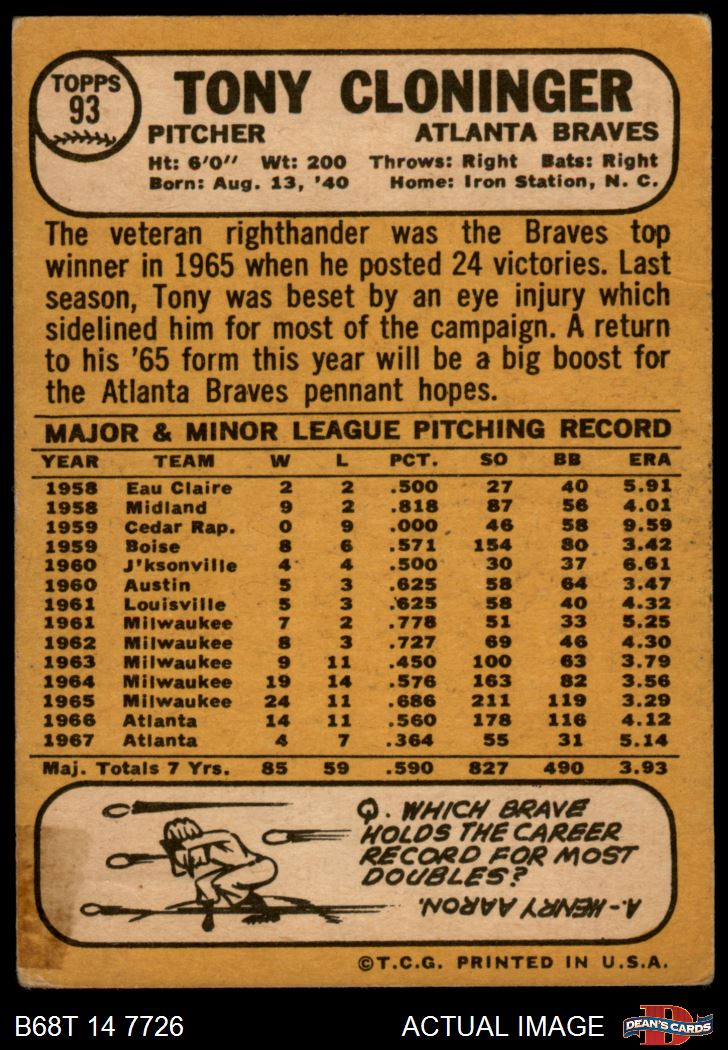 TOPPS
93
TONY CLONINGER
PITCHER ATLANTA BRAVES
Ht: 6'0" Wt: 200 Throws: Right Bats: Right
Born: Aug. 13, '40 Home: Iron Station, N. C.
The veteran righthander was the Braves top
winner in 1965 when he posted 24 victories. Last
season, Tony was beset by an eye injury which
sidelined him for most of the campaign. A return
to his '65 form this year will be a big boost for
the Atlanta Braves pennant hopes.
MAJOR & MINOR LEAGUE PITCHING RECORD
YEAR TEAM W L PCT. SO BB ERA
1958 Eau Claire 2 2 .500 27 40 5.91
1958 Midland 9 2 .818 87 56 4.01
1959 Cedar Rap. 0 9 .000 46 58 9.59
1959 Boise 8 6 .571 154 80 3.42
1960 J'ksonville 4 4 .500 30 37 6.61
1960 Austin 5 3 .625 58 64 3.47
1961 Louisville 5 3 .625 58 40 4.32
1961 Milwaukee 7 2 .778 51 33 5.25
1962 Milwaukee 8 3 .727 69 46 4.30
1963 Milwaukee 9 11 .450 100 63 3.79
1964 Milwaukee 19 14 .576 163 82 3.56
1965 Milwaukee 24 11 .686 211 119 3.29
1966 Atlanta 14 11 .560 178 116 4.12
1967 Atlanta 4 7 .364 55 31 5.14
Maj. Totals 7 Yrs. 85 59 .590 827 490 3.93
Q. WHICH BRAVE
HOLDS THE CAREER
RECORD FOR MOST
DOUBLES?
A-HENRY AARON.
©T.C.G. PRINTED IN U.S.A.
B68T 14 7726 ACTUAL IMAGE
D
DEAN'S CARDS